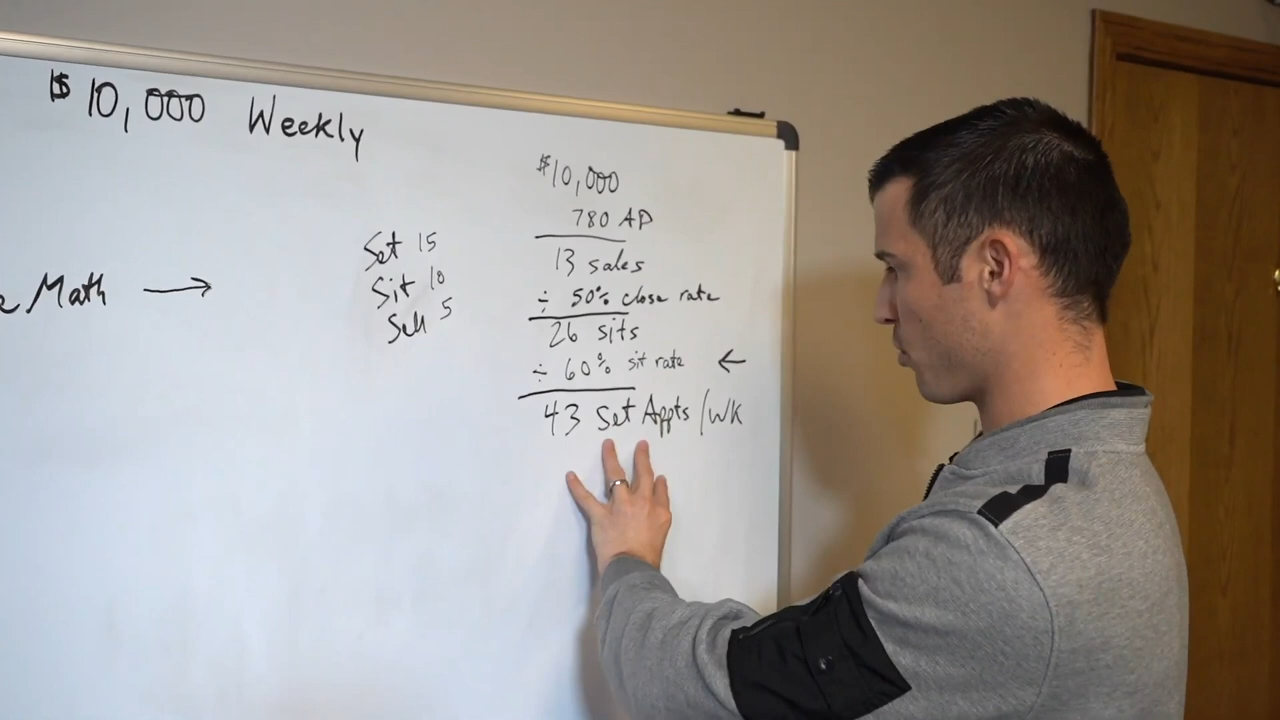 $10,000 Weekly
Math →
Set 15
Sit 10
Sell 5
$10,000
780 AP
13 sales
÷ 50% close rate
26 sits
÷ 60% sit rate ←
43 Set Appts/WK